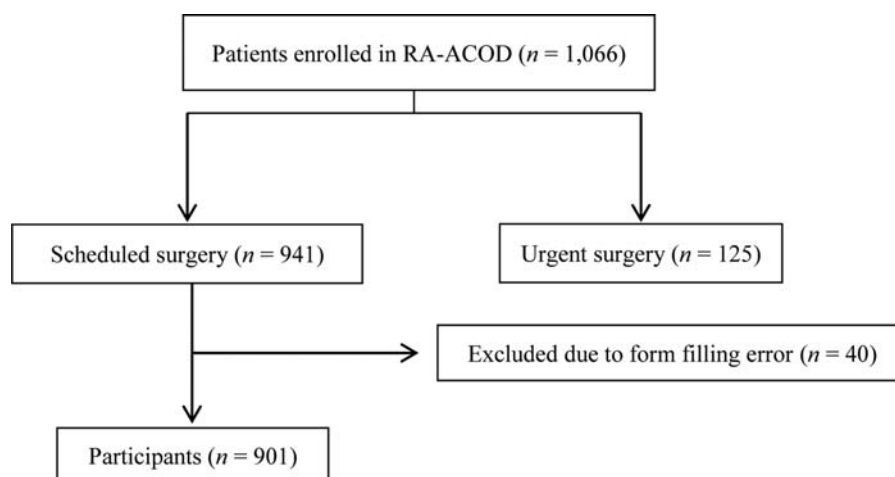 Patients enrolled in RA-ACOD (n = 1,066)
Scheduled surgery (n = 941)
Urgent surgery (n = 125)
Excluded due to form filling error (n = 40)
Participants (n = 901)